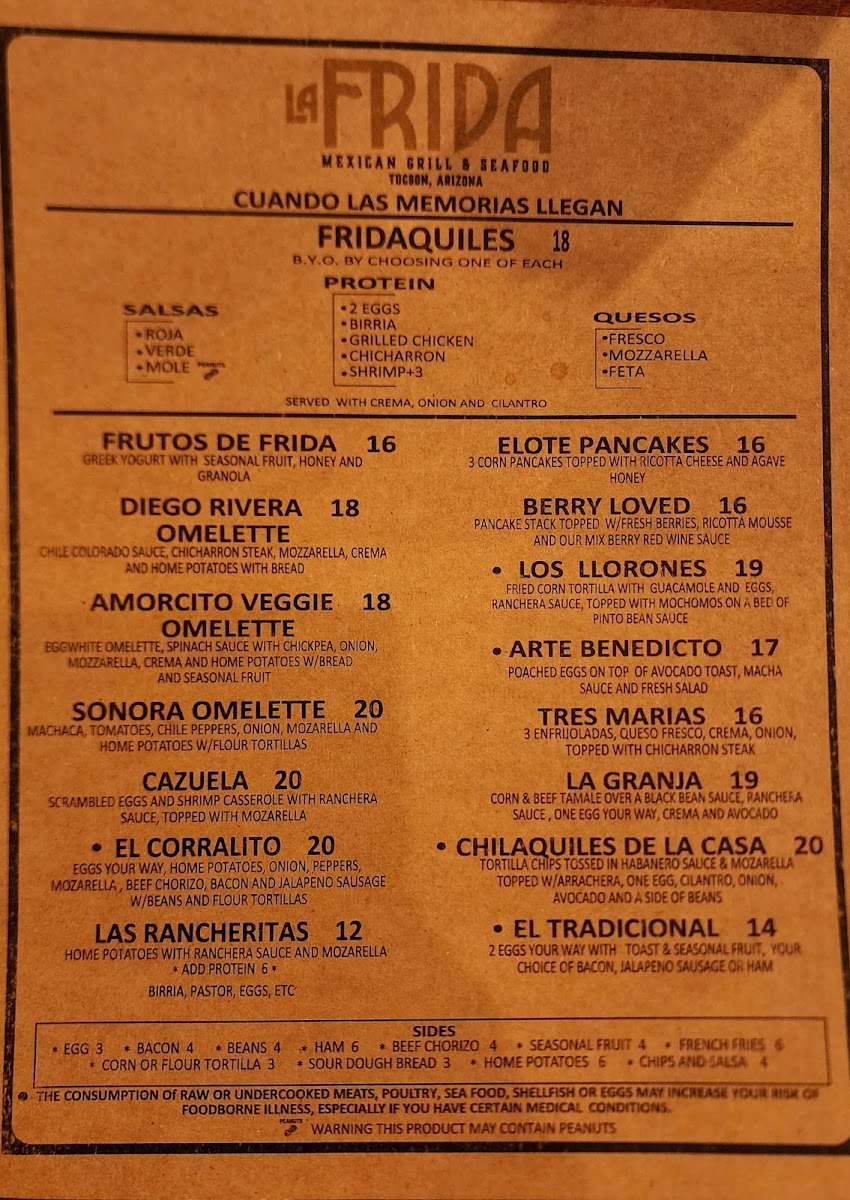 LA FRIDA
MEXICAN GRILL & SEAFOOD
TUCSON, ARIZONA
CUANDO LAS MEMORIAS LLEGAN
FRIDAQUILES 18
B.Y.O. BY CHOOSING ONE OF EACH
SALSAS
• ROJA
• VERDE
• MOLE PEANUTS
PROTEIN
• 2 EGGS
• BIRRIA
• GRILLED CHICKEN
• CHICHARRON
• SHRIMP+3
QUESOS
•FRESCO
•MOZZARELLA
•FETA
SERVED WITH CREMA, ONION AND CILANTRO
FRUTOS DE FRIDA 16
GREEK YOGURT WITH SEASONAL FRUIT, HONEY AND
GRANOLA
DIEGO RIVERA 18
OMELETTE
CHILE COLORADO SAUCE, CHICHARRON STEAK, MOZZARELLA, CREMA
AND HOME POTATOES WITH BREAD
AMORCITO VEGGIE 18
OMELETTE
EGGWHITE OMELETTE, SPINACH SAUCE WITH CHICKPEA, ONION,
MOZZARELLA, CREMA AND HOME POTATOES W/BREAD
AND SEASONAL FRUIT
SONORA OMELETTE 20
MACHACA, TOMATOES, CHILE PEPPERS, ONION, MOZARELLA AND
HOME POTATOES W/FLOUR TORTILLAS
CAZUELA 20
SCRAMBLED EGGS AND SHRIMP CASSEROLE WITH RANCHERA
SAUCE, TOPPED WITH MOZARELLA
• EL CORRALITO 20
EGGS YOUR WAY, HOME POTATOES, ONION, PEPPERS,
MOZARELLA , BEEF CHORIZO, BACON AND JALAPENO SAUSAGE
W/BEANS AND FLOUR TORTILLAS
LAS RANCHERITAS 12
HOME POTATOES WITH RANCHERA SAUCE AND MOZARELLA
* ADD PROTEIN 6 *
BIRRIA, PASTOR, EGGS, ETC
ELOTE PANCAKES 16
3 CORN PANCAKES TOPPED WITH RICOTTA CHEESE AND AGAVE
HONEY
BERRY LOVED 16
PANCAKE STACK TOPPED W/FRESH BERRIES, RICOTTA MOUSSE
AND OUR MIX BERRY RED WINE SAUCE
• LOS LLORONES 19
FRIED CORN TORTILLA WITH GUACAMOLE AND EGGS,
RANCHERA SAUCE, TOPPED WITH MOCHOMOS ON A BED OF
PINTO BEAN SAUCE
• ARTE BENEDICTO 17
POACHED EGGS ON TOP OF AVOCADO TOAST, MACHA
SAUCE AND FRESH SALAD
TRES MARIAS 16
3 ENFRIJOLADAS, QUESO FRESCO, CREMA, ONION,
TOPPED WITH CHICHARRON STEAK
LA GRANJA 19
CORN & BEEF TAMALE OVER A BLACK BEAN SAUCE, RANCHERA
SAUCE , ONE EGG YOUR WAY, CREMA AND AVOCADO
• CHILAQUILES DE LA CASA 20
TORTILLA CHIPS TOSSED IN HABANERO SAUCE & MOZARELLA
TOPPED W/ARRACHERA, ONE EGG, CILANTRO, ONION,
AVOCADO AND A SIDE OF BEANS
• EL TRADICIONAL 14
2 EGGS YOUR WAY WITH TOAST & SEASONAL FRUIT, YOUR
CHOICE OF BACON, JALAPENO SAUSAGE OR HAM
SIDES
* EGG 3 * BACON 4 * BEANS 4 * HAM 6 * BEEF CHORIZO 4 * SEASONAL FRUIT 4 * FRENCH FRIES 6
* CORN OR FLOUR TORTILLA 3 * SOUR DOUGH BREAD 3 * HOME POTATOES 6 * CHIPS AND SALSA 4
• THE CONSUMPTION of RAW OR UNDERCOOKED MEATS, POULTRY, SEA FOOD, SHELLFISH OR EGGS MAY INCREASE YOUR RISK OF
FOODBORNE ILLNESS, ESPECIALLY IF YOU HAVE CERTAIN MEDICAL CONDITIONS.
PEANUTS WARNING THIS PRODUCT MAY CONTAIN PEANUTS